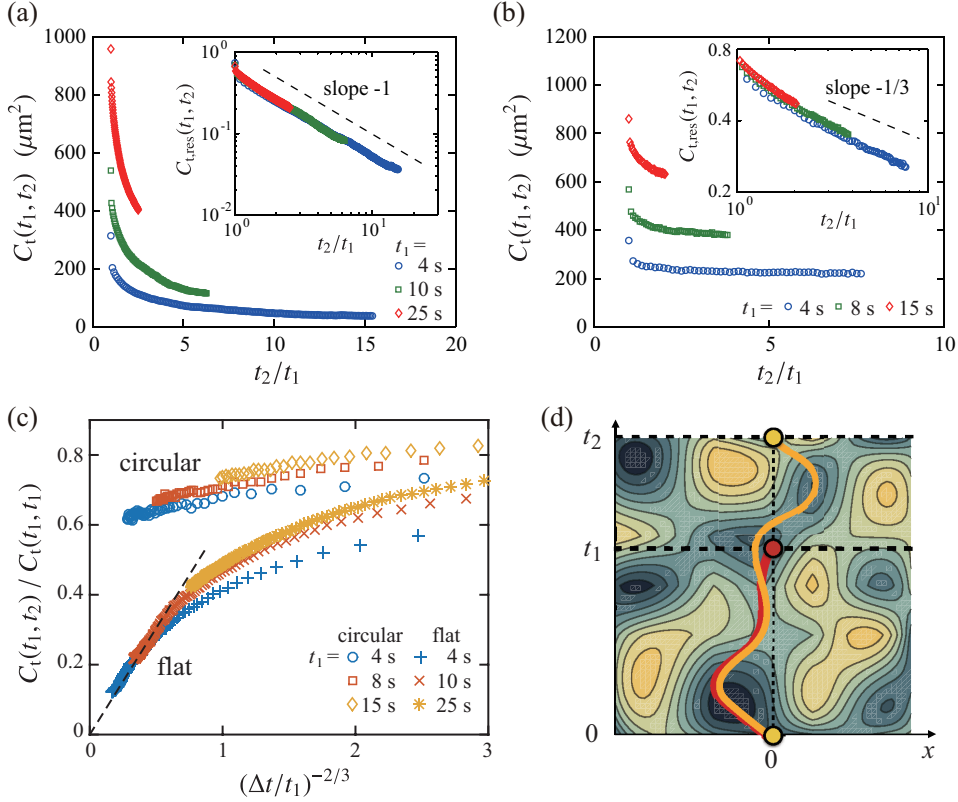 (a)
C_t(t_1, t_2) (μm²)
1000
800
600
400
200
0
0
5
10
15
20
t_2/t_1
C_t,res(t_1, t_2)
10^0
10^-1
10^-2
10^0
10^1
t_2/t_1
slope -1
t_1 =
4 s
10 s
25 s
(b)
C_t(t_1, t_2) (μm²)
1200
1000
800
600
400
200
0
0
5
10
t_2/t_1
C_t,res(t_1, t_2)
0.8
0.4
0.2
10^0
10^1
t_2/t_1
slope -1/3
t_1 = 4 s 8 s 15 s
(c)
C_t(t_1, t_2) / C_t(t_1, t_1)
0.8
0.6
0.4
0.2
0
0
1
2
3
(Δt/t_1)^-2/3
circular
flat
circular flat
t_1 = 4 s 4 s
8 s 10 s
15 s 25 s
(d)
t_2
t_1
0
0
x